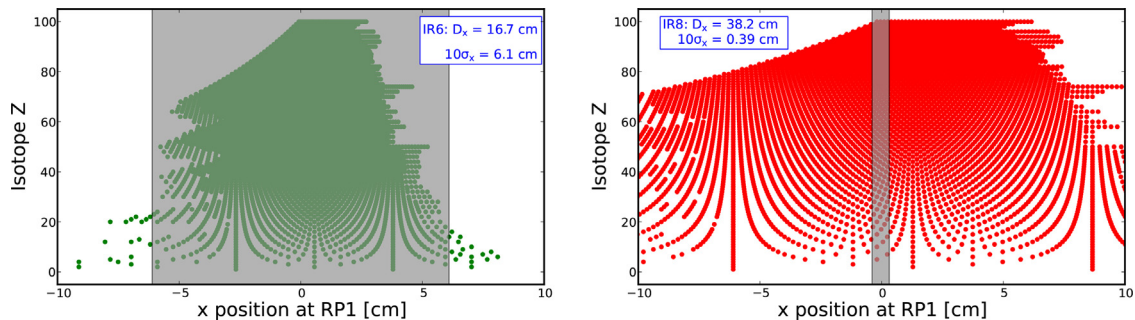 100
80
60
40
20
0
Isotope Z
IR6: Dx = 16.7 cm
10σx = 6.1 cm
−10
−5
0
5
10
x position at RP1 [cm]
100
80
60
40
20
0
Isotope Z
IR8: Dx = 38.2 cm
10σx = 0.39 cm
−10
−5
0
5
10
x position at RP1 [cm]